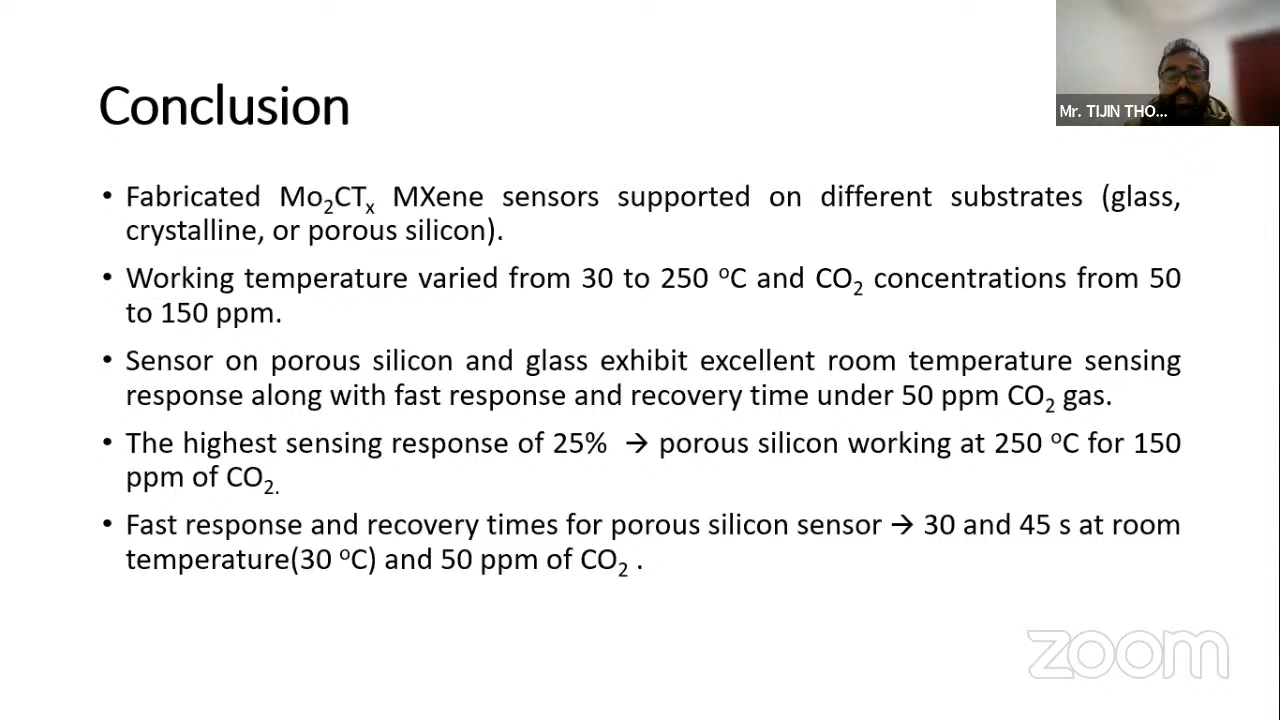 Conclusion
Mr. TIJIN THO...
• Fabricated Mo₂CTₓ MXene sensors supported on different substrates (glass,
crystalline, or porous silicon).
• Working temperature varied from 30 to 250 ºC and CO₂ concentrations from 50
to 150 ppm.
• Sensor on porous silicon and glass exhibit excellent room temperature sensing
response along with fast response and recovery time under 50 ppm CO₂ gas.
• The highest sensing response of 25% → porous silicon working at 250 ºC for 150
ppm of CO₂.
• Fast response and recovery times for porous silicon sensor → 30 and 45 s at room
temperature(30 ºC) and 50 ppm of CO₂ .
zoom